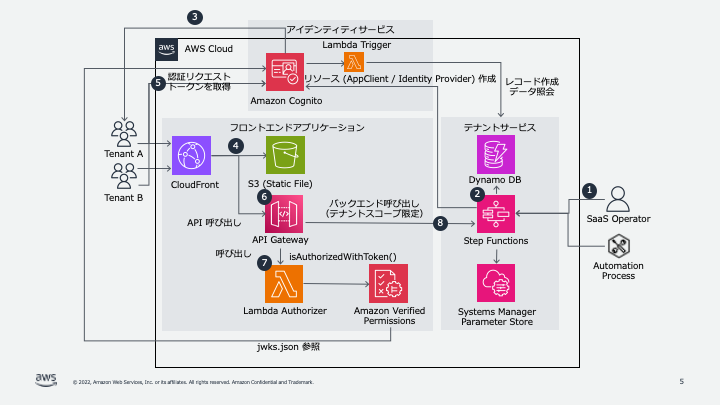 3
アイデンティティサービス
aws
AWS Cloud
Lambda Trigger
5
認証リクエスト
トークンを取得
リソース (AppClient / Identity Provider) 作成
Amazon Cognito
レコード作成
データ照会
Tenant A
Tenant B
フロントエンドアプリケーション
CloudFront
4
S3 (Static File)
6
API 呼び出し
API Gateway
バックエンド呼び出し
(テナントスコープ限定)
8
呼び出し
7
isAuthorizedWithToken()
Lambda Authorizer
Amazon Verified
Permissions
テナントサービス
Dynamo DB
2
Step Functions
Systems Manager
Parameter Store
1
SaaS Operator
Automation
Process
jwks.json 参照
aws
© 2022, Amazon Web Services, Inc. or its affiliates. All rights reserved. Amazon Confidential and Trademark.
5